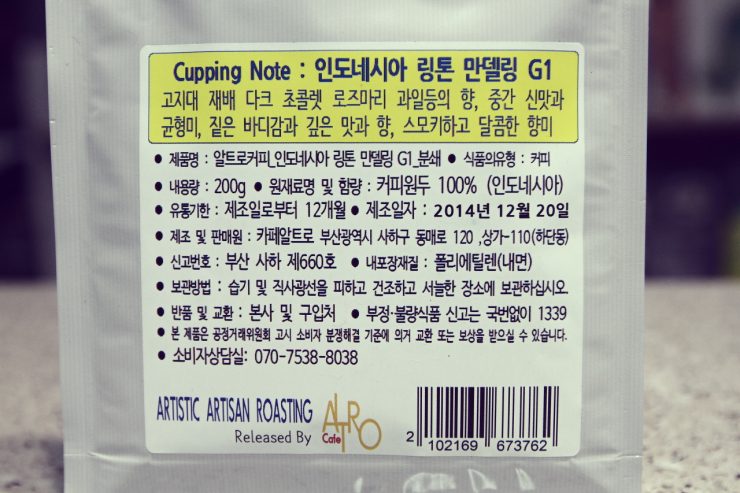 Cupping Note : 인도네시아 링톤 만델링 G1
고지대 재배 다크 초콜렛 로즈마리 과일등의 향, 중간 신맛과
균형미, 짙은 바디감과 깊은 맛과 향, 스모키하고 달콤한 향미
• 제품명 : 알트로커피_인도네시아 링톤 만델링 G1_분쇄 • 식품의유형 : 커피
• 내용량 : 200g • 원재료명 및 함량 : 커피원두 100% (인도네시아)
• 유통기한 : 제조일로부터 12개월 • 제조일자 : 2014년 12월 20일
• 제조 및 판매원 : 카페알트로 부산광역시 사하구 동매로 120 ,상가-110(하단동)
• 신고번호 : 부산 사하 제660호 • 내포장재질 : 폴리에틸렌(내면)
• 보관방법 : 습기 및 직사광선을 피하고 건조하고 서늘한 장소에 보관하십시오
• 반품 및 교환 : 본사 및 구입처 • 부정·불량식품 신고는 국번없이 1339
• 본 제품은 공정거래위원회 고시 소비자 분쟁해결 기준에 의거 교환 또는 보상을 받으실 수 있습니다.
• 소비자상담실: 070-7538-8038
ARTISTIC ARTISAN ROASTING
Released By Cafe ALTRO
2 102169 673762